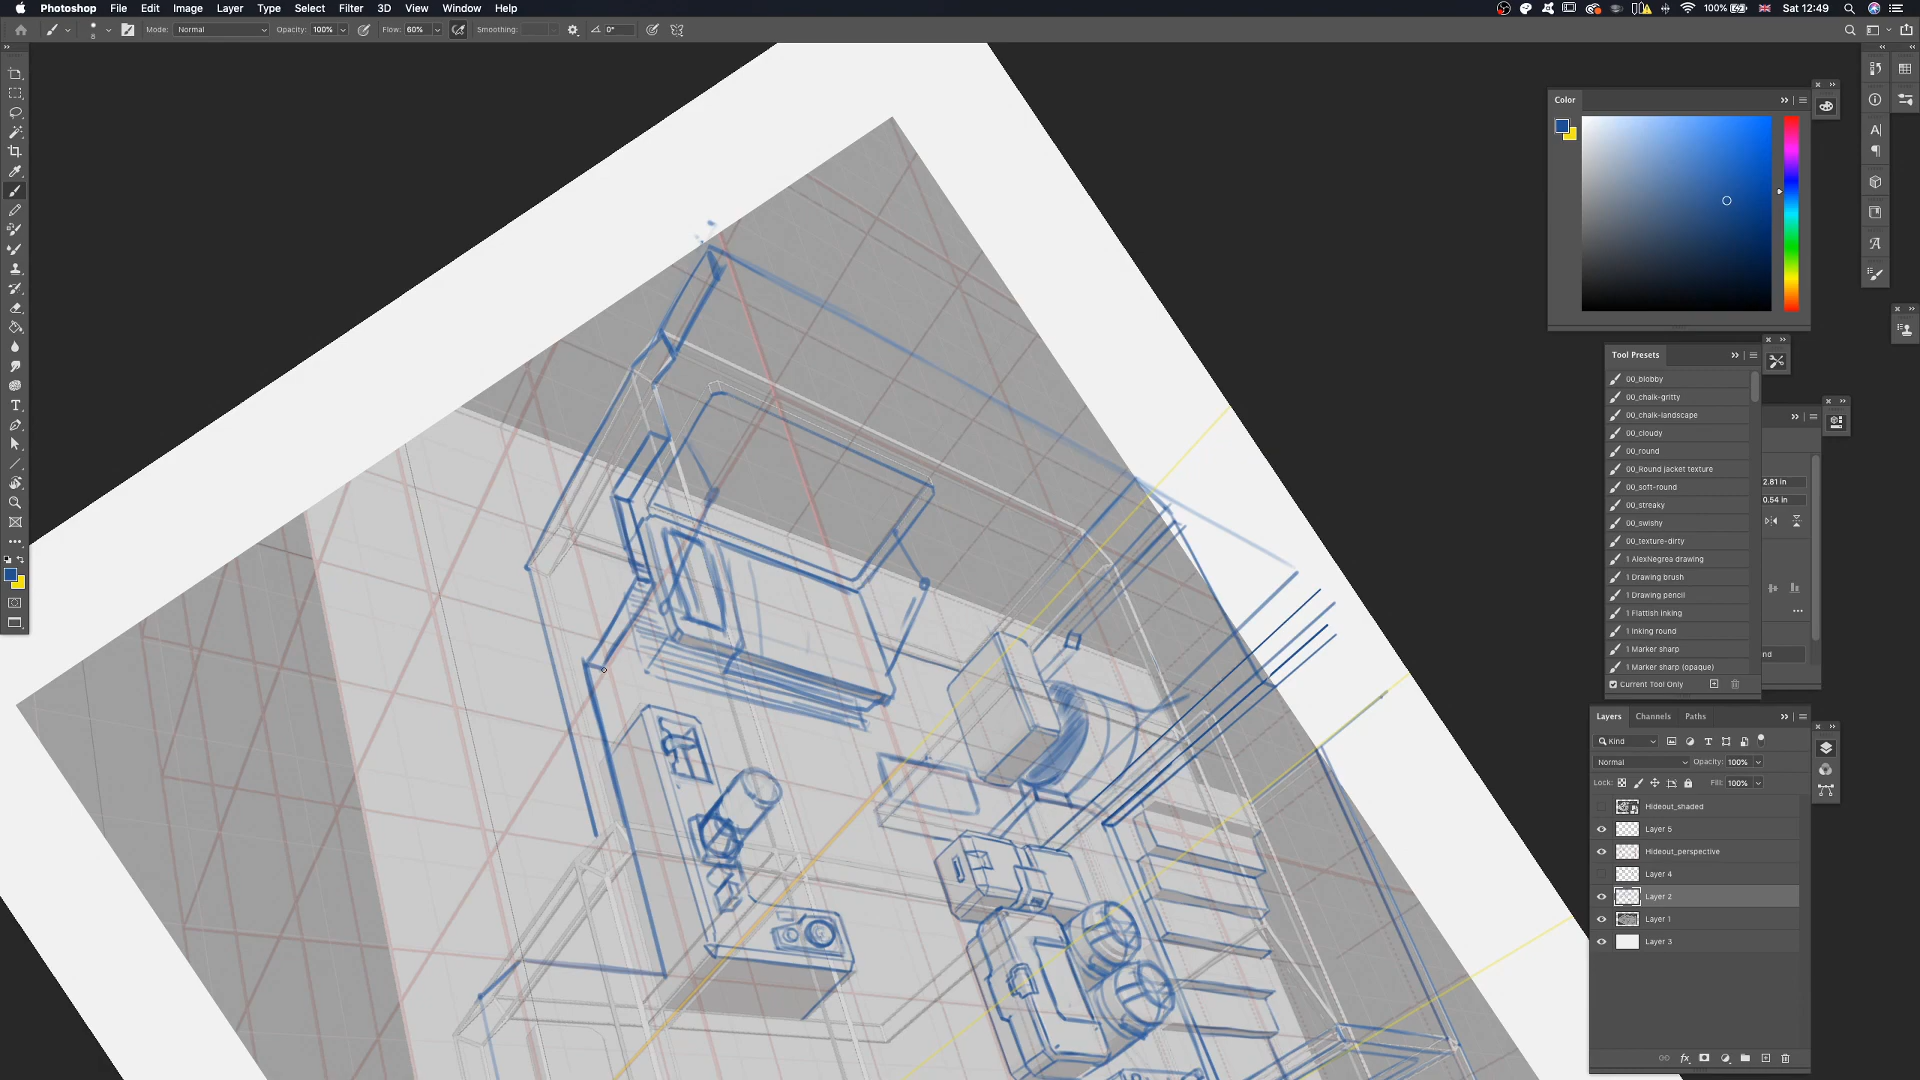 Photoshop File Edit Image Layer Type Select Filter 3D View Window Help 100% Sat 12:49
8 Mode: Normal Opacity: 100% Flow: 60% Smoothing: 0°
Color
Tool Presets
00_blobby
00_chalk-gritty
00_chalk-landscape
00_cloudy
00_round
00_Round jacket texture
00_soft-round
00_streaky
00_swishy
00_texture-dirty
1 AlexNegrea drawing
1 Drawing brush
1 Drawing pencil
1 Flattish inking
1 Inking round
1 Marker sharp
1 Marker sharp (opaque)
Current Tool Only
2.81 in
0.54 in
nd
Layers Channels Paths
Kind
Normal Opacity: 100%
Lock: Fill: 100%
Hideout_shaded
Layer 5
Hideout_perspective
Layer 4
Layer 2
Layer 1
Layer 3